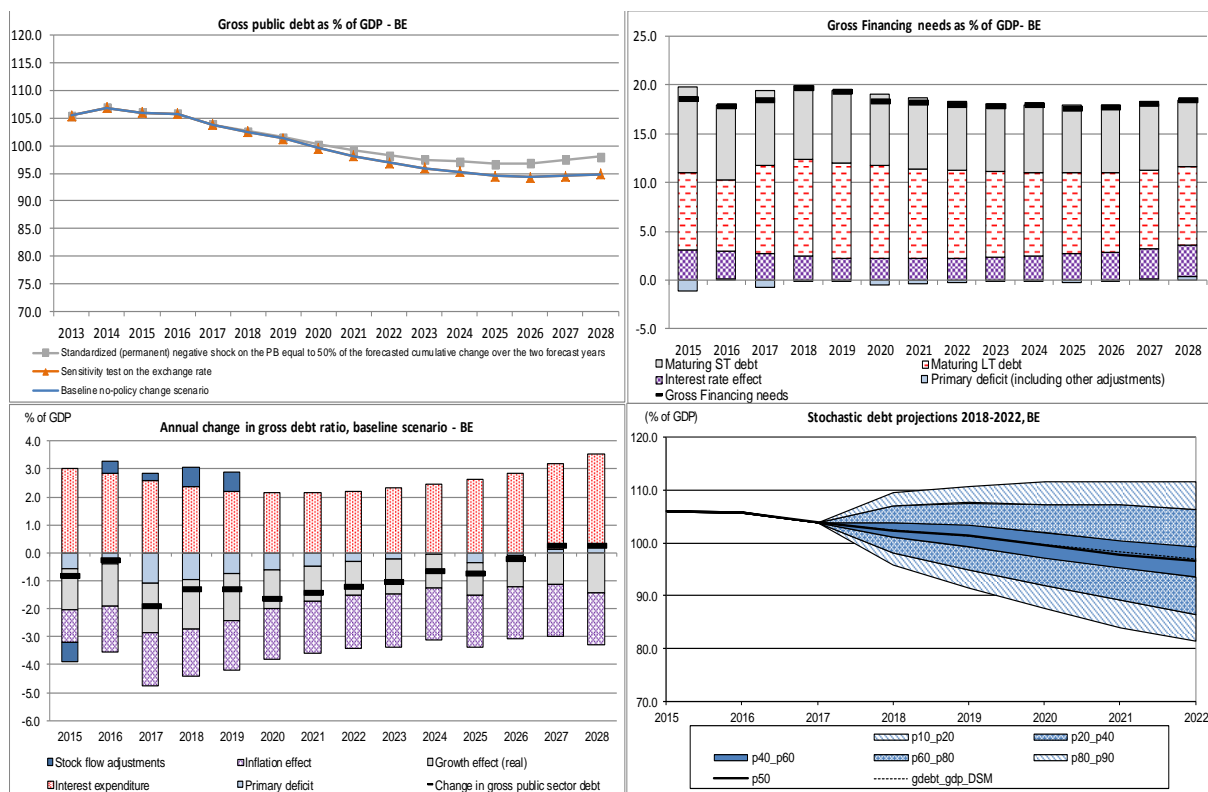 Gross public debt as % of GDP - BE
120.0
115.0
110.0
105.0
100.0
95.0
90.0
85.0
80.0
75.0
70.0
2013 2014 2015 2016 2017 2018 2019 2020 2021 2022 2023 2024 2025 2026 2027 2028
Standardized (permanent) negative shock on the PB equal to 50% of the forecasted cumulative change over the two forecast years
Sensitivity test on the exchange rate
Baseline no-policy change scenario
Gross Financing needs as % of GDP- BE
25.0
20.0
15.0
10.0
5.0
0.0
-5.0
2015 2016 2017 2018 2019 2020 2021 2022 2023 2024 2025 2026 2027 2028
Maturing ST debt Maturing LT debt
Interest rate effect Primary deficit (including other adjustments)
Gross Financing needs
% of GDP
Annual change in gross debt ratio, baseline scenario - BE
4.0
3.0
2.0
1.0
0.0
-1.0
-2.0
-3.0
-4.0
-5.0
-6.0
2015 2016 2017 2018 2019 2020 2021 2022 2023 2024 2025 2026 2027 2028
Stock flow adjustments Inflation effect Growth effect (real)
Interest expenditure Primary deficit Change in gross public sector debt
(% of GDP)
Stochastic debt projections 2018-2022, BE
120.0
110.0
100.0
90.0
80.0
70.0
2015 2016 2017 2018 2019 2020 2021 2022
p10_p20 p20_p40
p40_p60 p60_p80 p80_p90
p50 gdebt_gdp_DSM